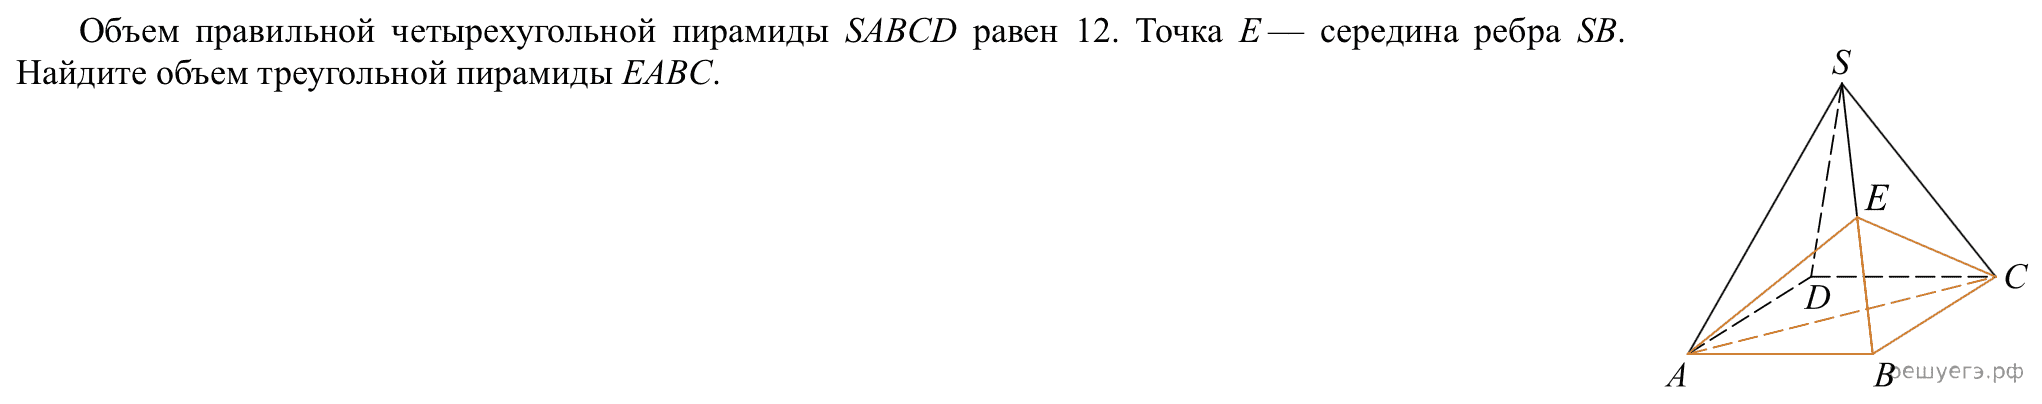 Объем правильной четырехугольной пирамиды SABCD равен 12. Точка E — середина ребра SB.
Найдите объем треугольной пирамиды EABC.
S
E
C
D
A
B
решуегэ.рф